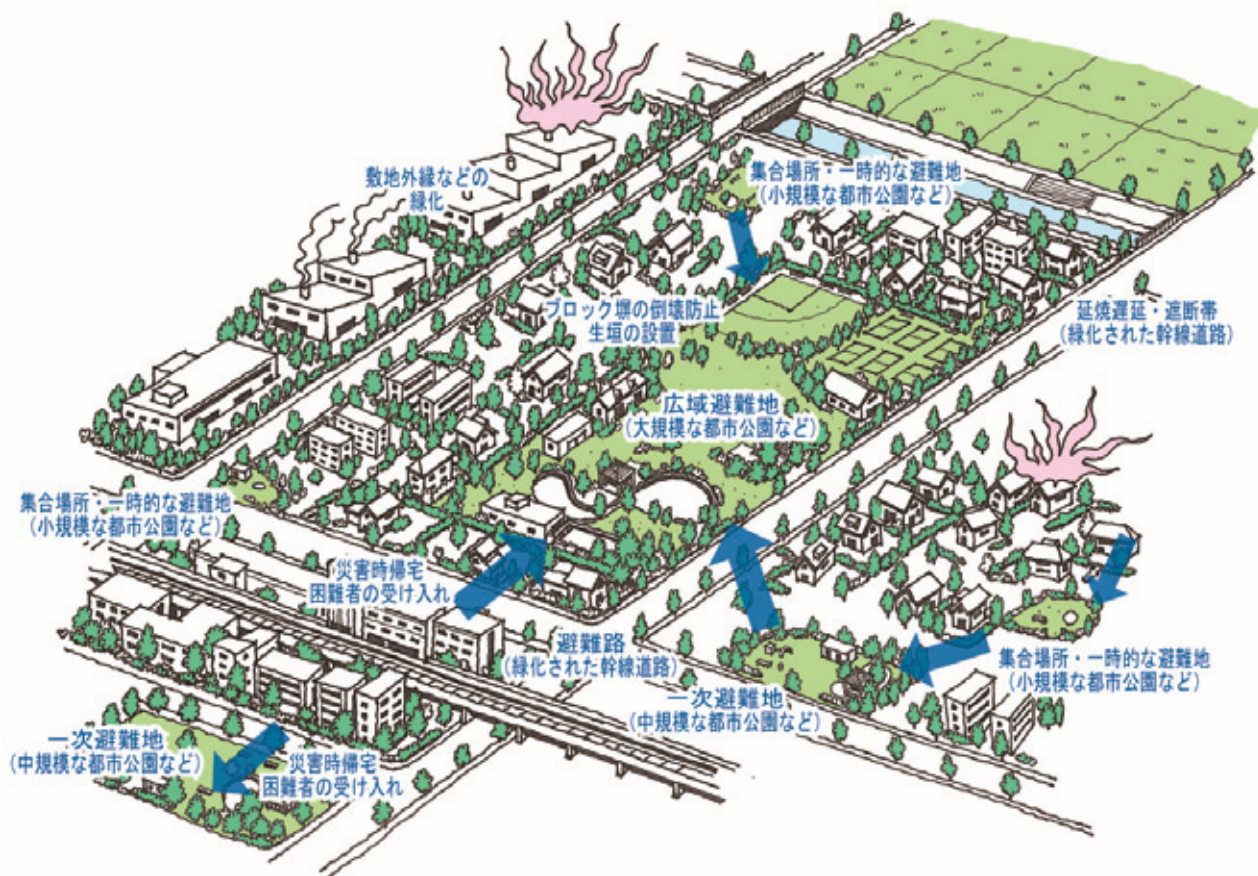 敷地外縁などの
緑化
集合場所・一時的な避難地
(小規模な都市公園など)
ブロック塀の倒壊防止
生垣の設置
延焼遅延・遮断帯
(緑化された幹線道路)
広域避難地
(大規模な都市公園など)
集合場所・一時的な避難地
(小規模な都市公園など)
災害時帰宅
困難者の受け入れ
避難路
(緑化された幹線道路)
集合場所・一時的な避難地
(小規模な都市公園など)
一次避難地
(中規模な都市公園など)
一次避難地
(中規模な都市公園など)
災害時帰宅
困難者の受け入れ